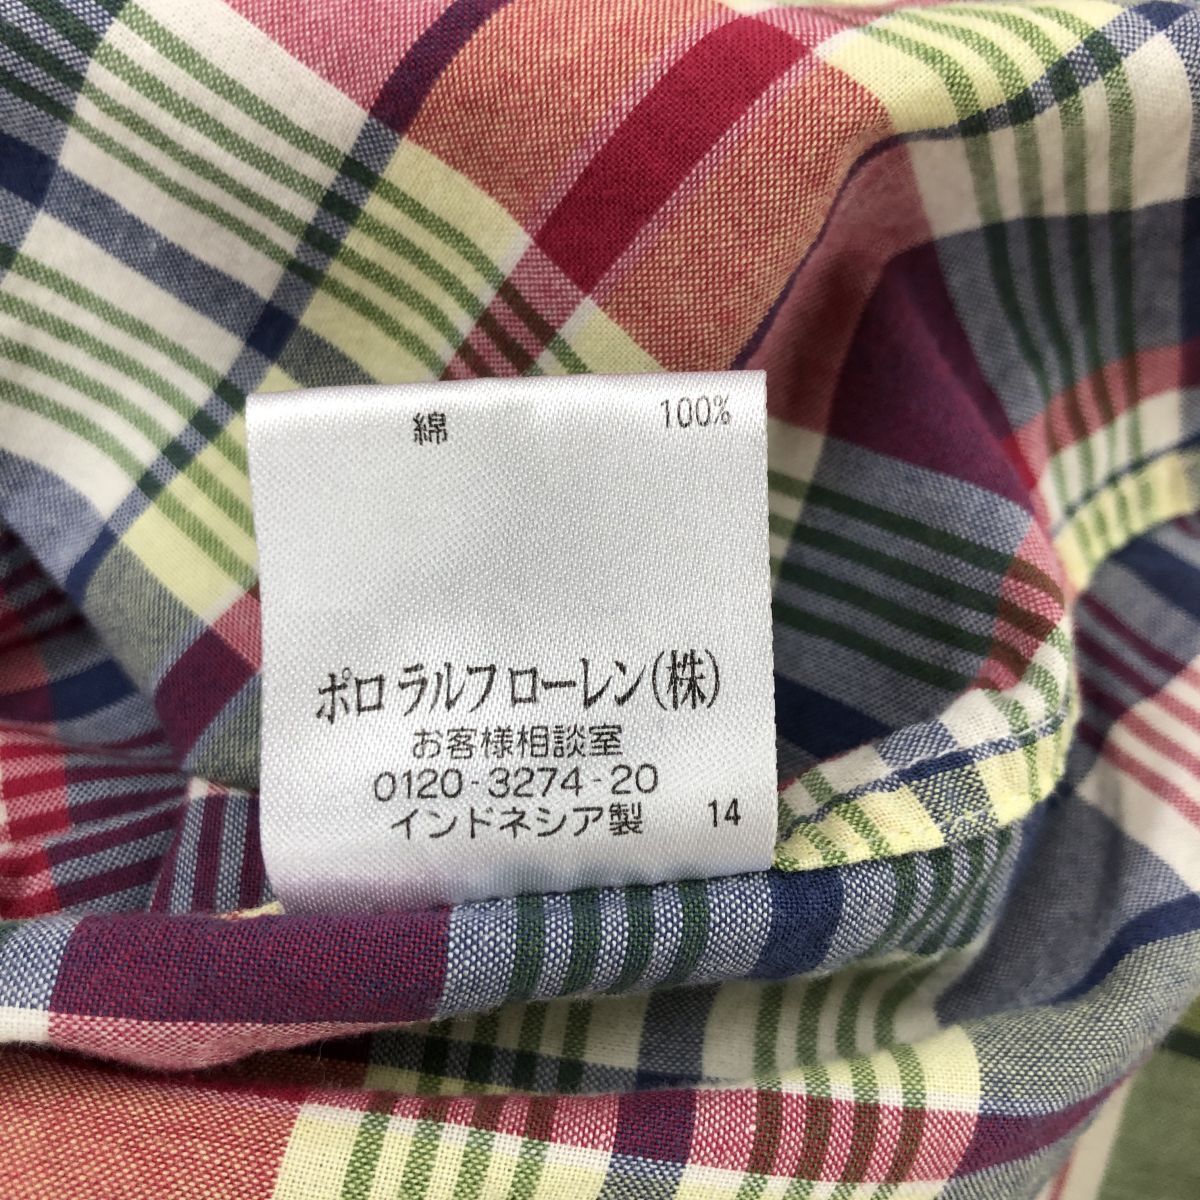 綿 100%
ポロ ラルフ ローレン(株)
お客様相談室
0120-3274-20
インドネシア製 14